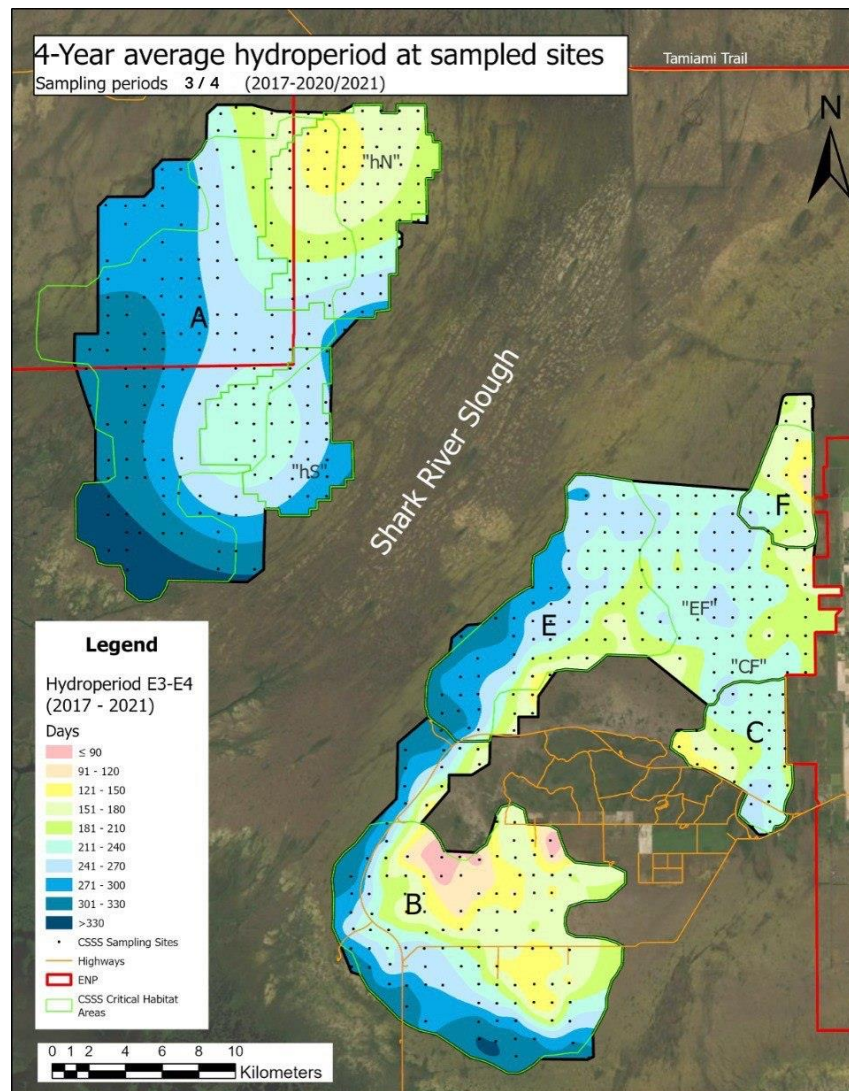 4-Year average hydroperiod at sampled sites
Sampling periods 3 / 4 (2017-2020/2021)
Tamiami Trail
N
"hN"
A
Shark River Slough
"hS"
F
E
"EF"
"CF"
C
B
Legend
Hydroperiod E3-E4
(2017 - 2021)
Days
≤ 90
91 - 120
121 - 150
151 - 180
181 - 210
211 - 240
241 - 270
271 - 300
301 - 330
>330
CSSS Sampling Sites
Highways
ENP
CSSS Critical Habitat
Areas
0 1 2 4 6 8 10
Kilometers